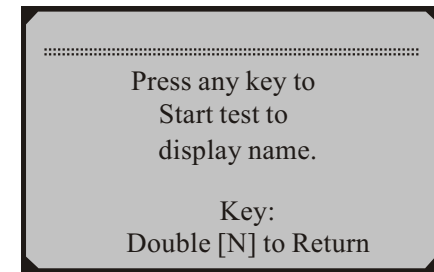 Press any key to
Start test to
display name.
Key:
Double [N] to Return